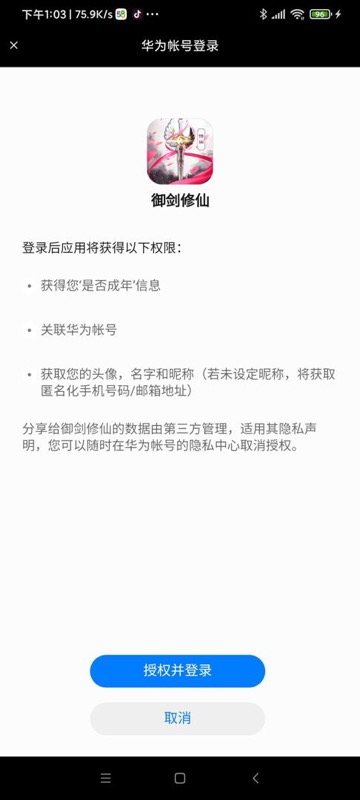 下午1:03 | 75.9K/s
96
华为帐号登录
御剑修仙
登录后应用将获得以下权限：
• 获得您‘是否成年’信息
• 关联华为帐号
• 获取您的头像，名字和昵称（若未设定昵称，将获取
匿名化手机号码/邮箱地址）
分享给御剑修仙的数据由第三方管理，适用其隐私声
明，您可以随时在华为帐号的隐私中心取消授权。
授权并登录
取消